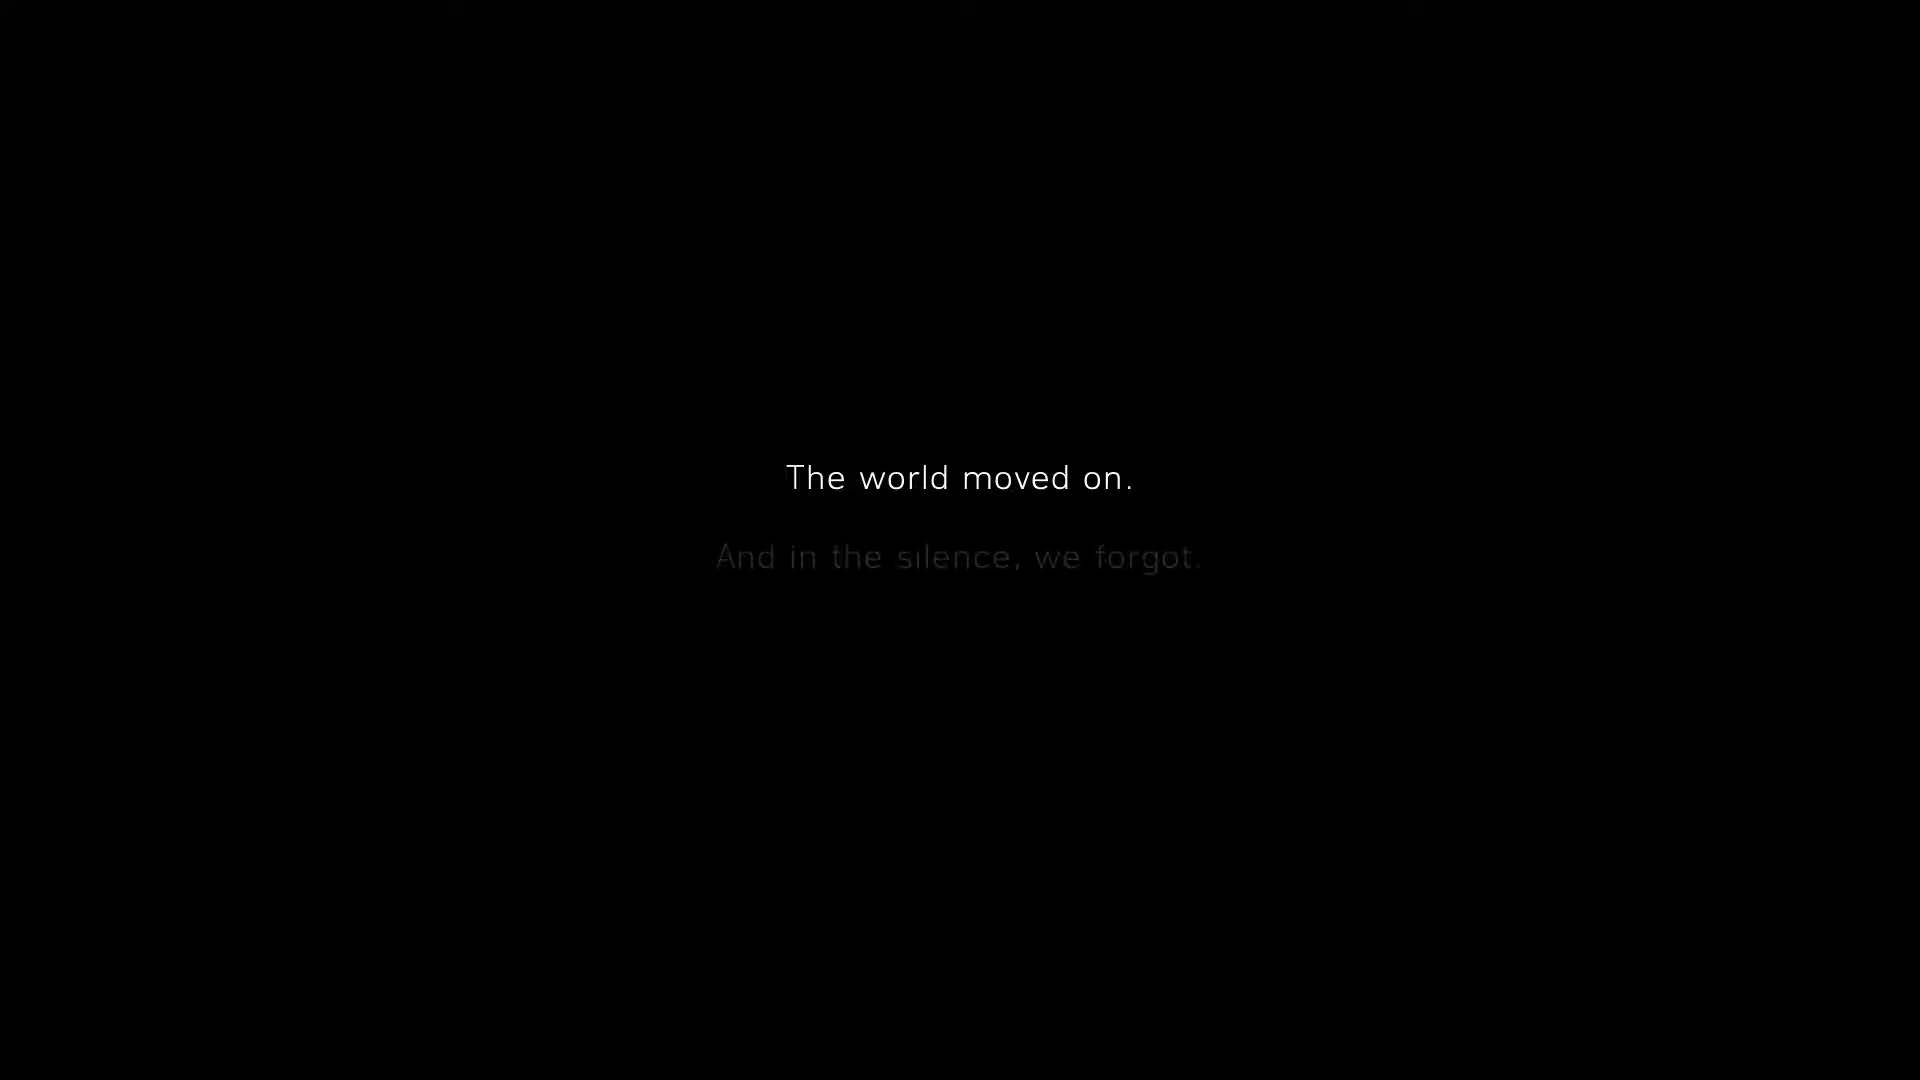 The world moved on.
And in the silence, we forgot.